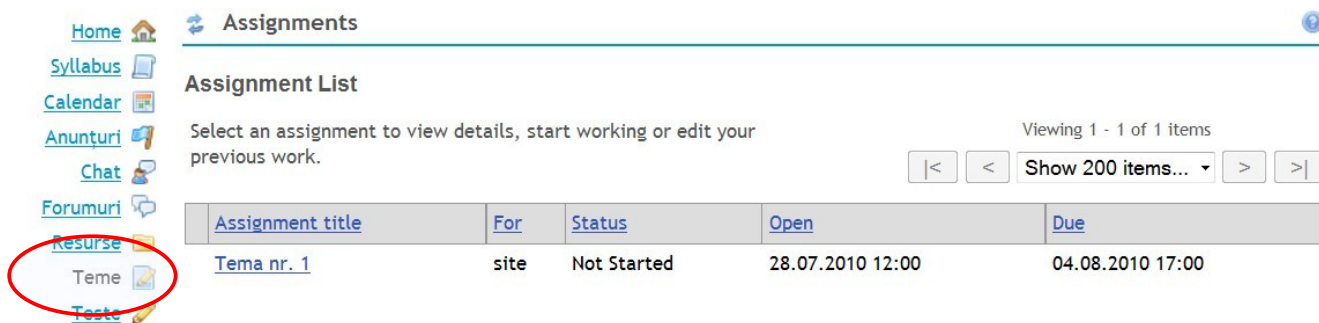 Home
Syllabus
Calendar
Anunțuri
Chat
Forumuri
Resurse
Teme
Teste
Assignments
Assignment List
Select an assignment to view details, start working or edit your
previous work.
Viewing 1 - 1 of 1 items
|< < Show 200 items... > >|
Assignment title For Status Open Due
Tema nr. 1 site Not Started 28.07.2010 12:00 04.08.2010 17:00